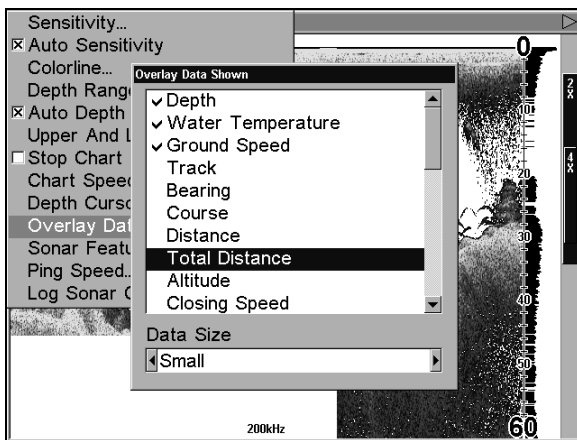 Sensitivity...
Auto Sensitivity
Colorline...
Depth Rang
Auto Depth
Upper And L
Stop Chart
Chart Speed
Depth Curso
Overlay Dat
Sonar Featu
Ping Speed..
Log Sonar C
Overlay Data Shown
Depth
Water Temperature
Ground Speed
Track
Bearing
Course
Distance
Total Distance
Altitude
Closing Speed
Data Size
Small
200kHz
0
10
20
30
40
50
60
2X
4X